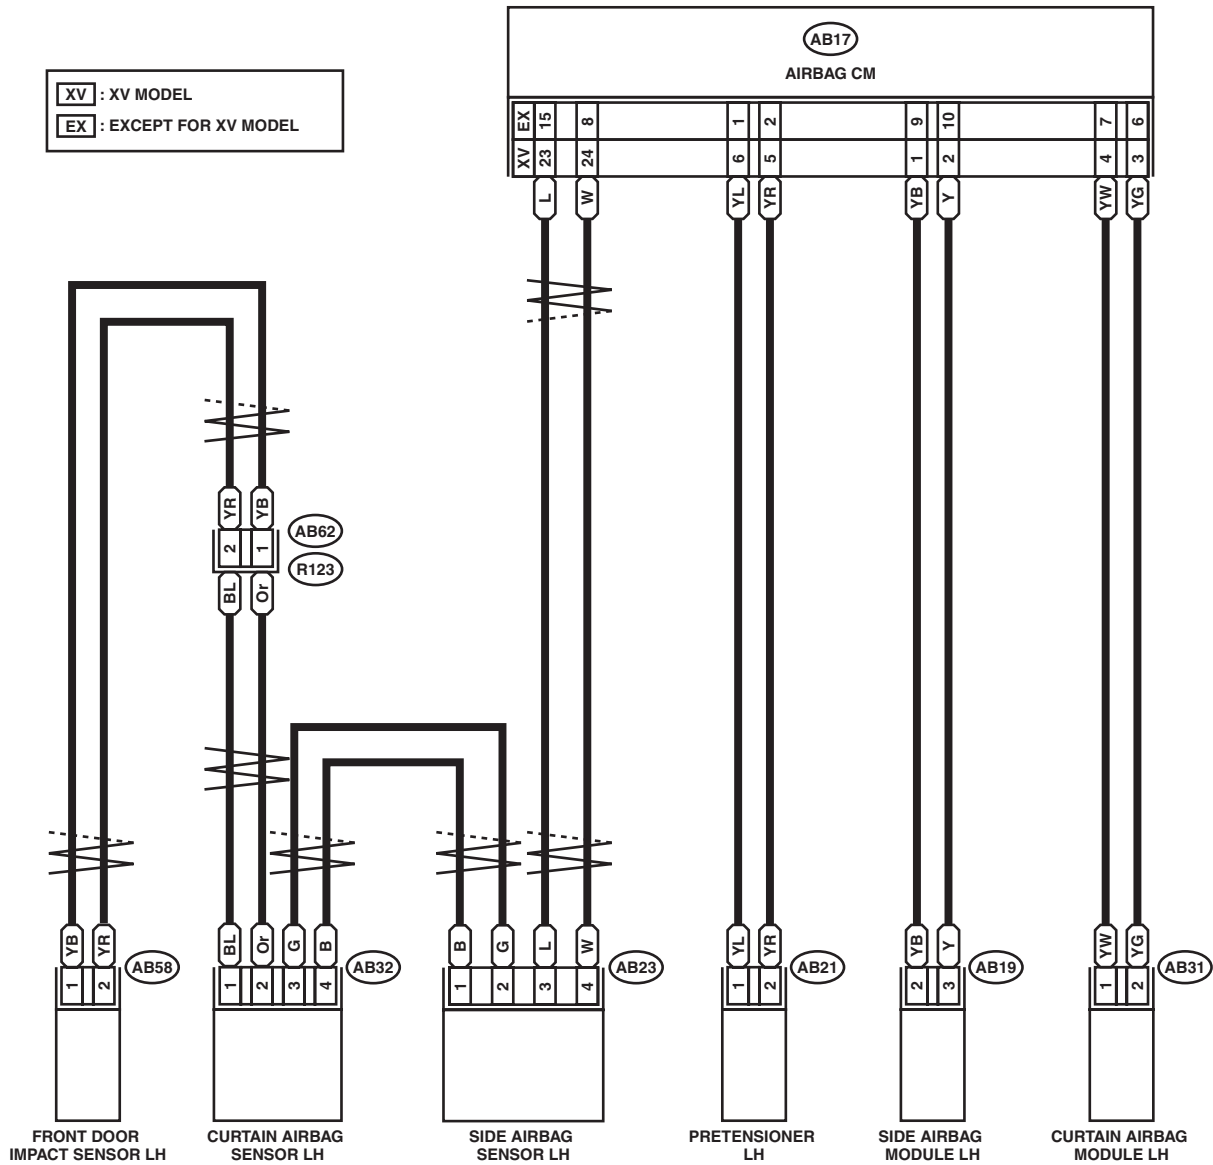 AB17
AIRBAG CM
XV : XV MODEL
EX : EXCEPT FOR XV MODEL
EX 15 8 1 2 9 10 7 6
XV 23 24 6 5 1 2 4 3
L W YL YR YB Y YW YG
YR YB
AB62
2 1
R123
BL Or
YB YR BL Or G B B G L W YL YR YB Y YW YG
AB58 AB32 AB23 AB21 AB19 AB31
1 2 1 2 3 4 1 2 3 4 1 2 2 3 1 2
FRONT DOOR
IMPACT SENSOR LH
CURTAIN AIRBAG
SENSOR LH
SIDE AIRBAG
SENSOR LH
PRETENSIONER
LH
SIDE AIRBAG
MODULE LH
CURTAIN AIRBAG
MODULE LH